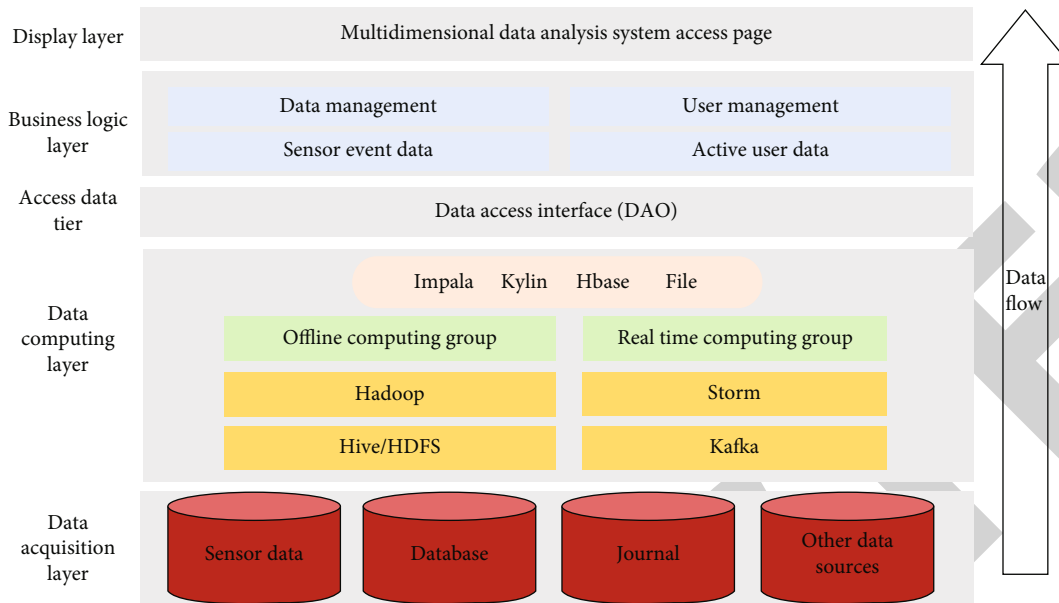 Display layer
Multidimensional data analysis system access page
Business logic
layer
Data management
User management
Sensor event data
Active user data
Access data
tier
Data access interface (DAO)
Data
computing
layer
Impala Kylin Hbase File
Offline computing group
Real time computing group
Hadoop
Storm
Hive/HDFS
Kafka
Data
flow
Data
acquisition
layer
Sensor data
Database
Journal
Other data
sources